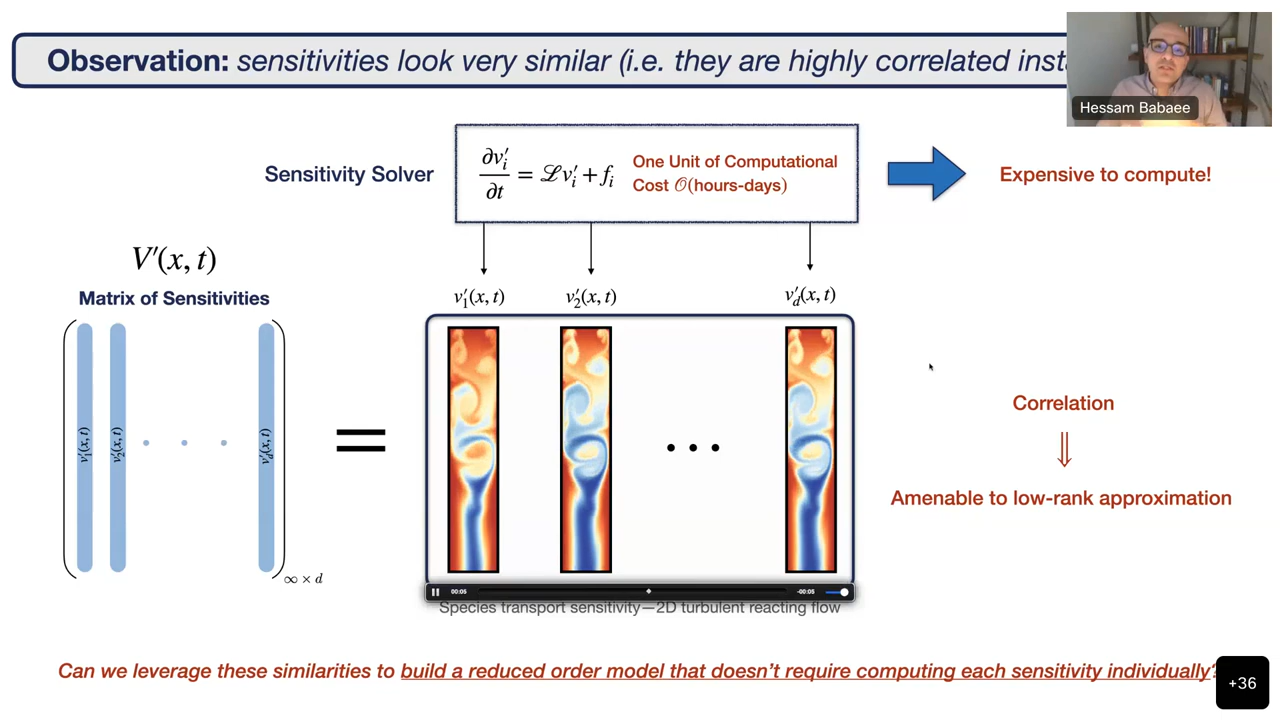 Observation: sensitivities look very similar (i.e. they are highly correlated
Hessam Babaee
Sensitivity Solver
∂v′ᵢ/∂t = ℒv′ᵢ + fᵢ
One Unit of Computational
Cost 𝒪(hours-days)
Expensive to compute!
V′(x, t)
Matrix of Sensitivities
v′₁(x, t) v′₂(x, t) v′_d(x, t)
v′₁(x, t) v′₂(x, t) · · · v′_d(x, t)
∞ × d
=
• • •
Correlation
⇓
Amenable to low-rank approximation
00:05 -00:05
Species transport sensitivity—2D turbulent reacting flow
Can we leverage these similarities to build a reduced order model that doesn't require computing each sensitivity individually?
+36